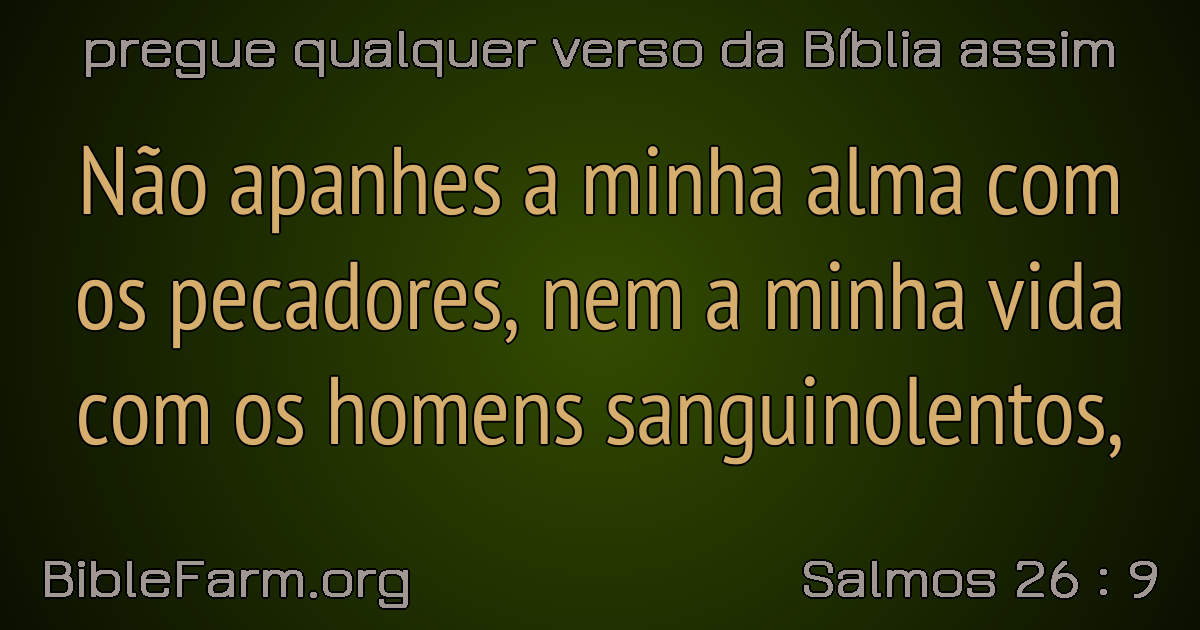 pregue qualquer verso da Bíblia assim
Não apanhes a minha alma com
os pecadores, nem a minha vida
com os homens sanguinolentos,
BibleFarm.org
Salmos 26 : 9